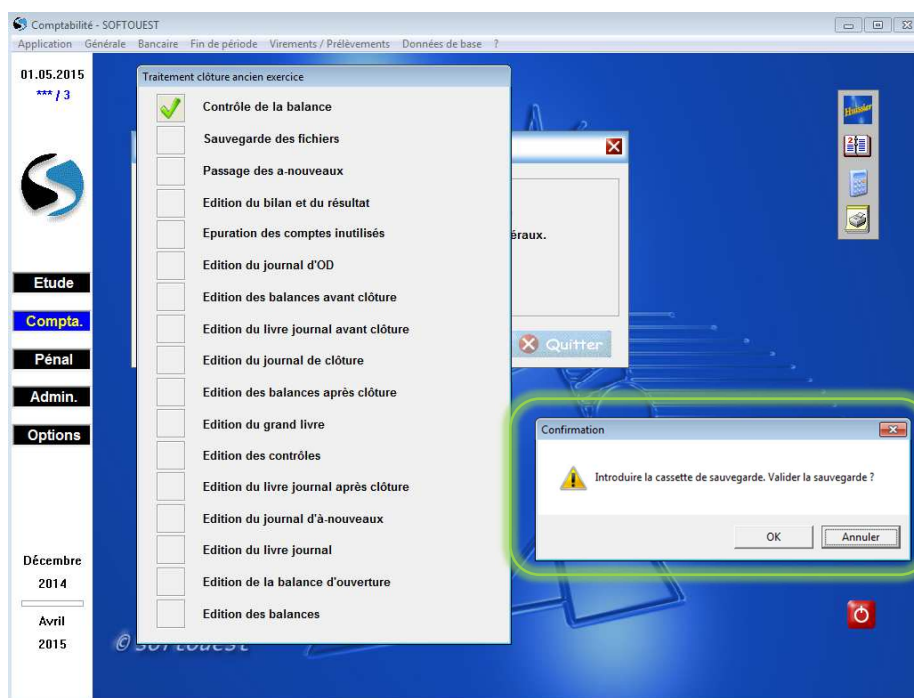 Comptabilité - SOFTOUEST
Application Générale Bancaire Fin de période Virements / Prélèvements Données de base ?
01.05.2015
*** / 3
Etude
Compta.
Pénal
Admin.
Options
Décembre
2014
Avril
2015
Traitement clôture ancien exercice
Contrôle de la balance
Sauvegarde des fichiers
Passage des a-nouveaux
Edition du bilan et du résultat
Epuration des comptes inutilisés
Edition du journal d'OD
Edition des balances avant clôture
Edition du livre journal avant clôture
Edition du journal de clôture
Edition des balances après clôture
Edition du grand livre
Edition des contrôles
Edition du livre journal après clôture
Edition du journal d'à-nouveaux
Edition du livre journal
Edition de la balance d'ouverture
Edition des balances
éraux.
Quitter
Huissier
Confirmation
Introduire la cassette de sauvegarde. Valider la sauvegarde ?
OK
Annuler